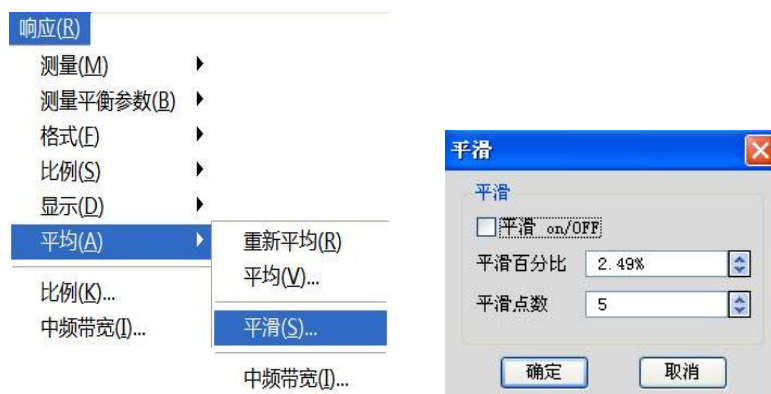 响应(R)
测量(M)
测量平衡参数(B)
格式(F)
比例(S)
显示(D)
平均(A)
比例(K)...
中频带宽(I)...
重新平均(R)
平均(V)...
平滑(S)...
中频带宽(I)...
平滑
平滑
平滑 on/OFF
平滑百分比 2.49%
平滑点数 5
确定 取消